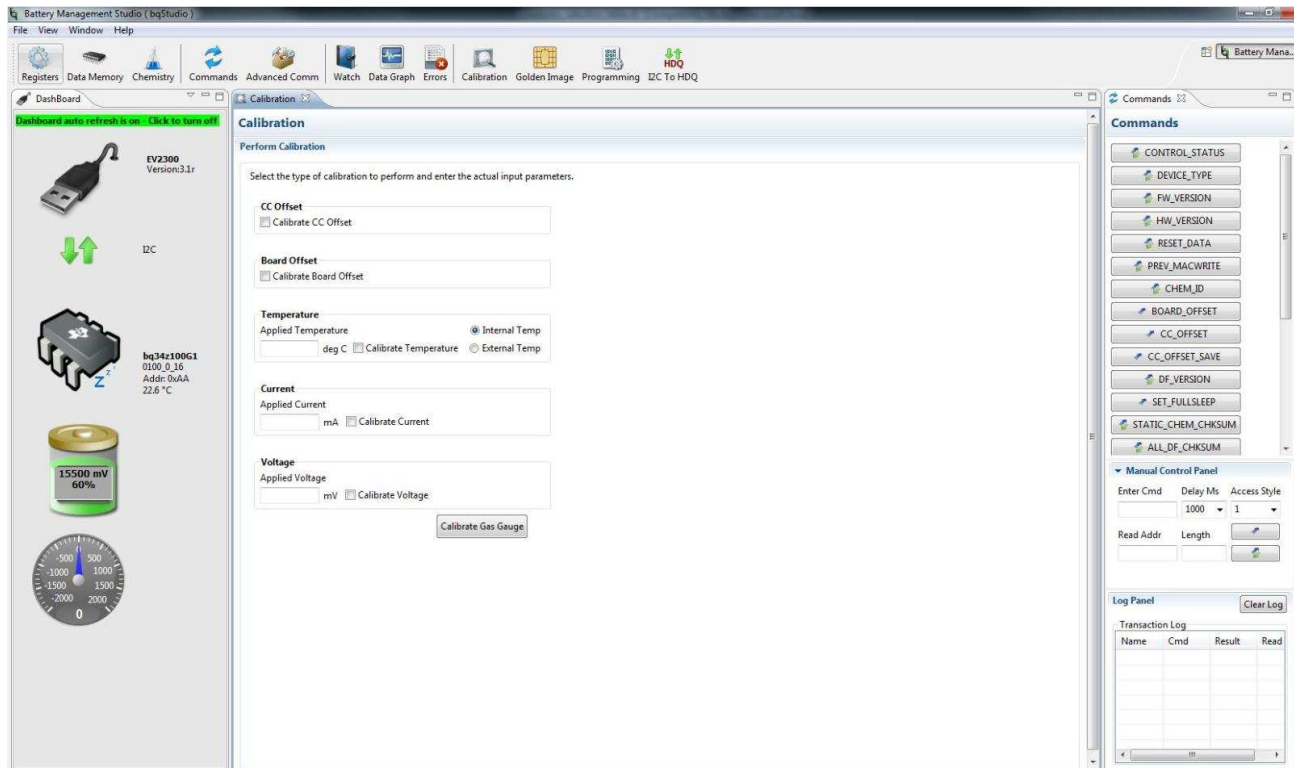 Battery Management Studio ( bqStudio )
File View Window Help
Registers Data Memory Chemistry Commands Advanced Comm Watch Data Graph Errors Calibration Golden Image Programming I2C To HDQ
HDQ
Battery Mana...
DashBoard
Dashboard auto refresh is on - Click to turn off
EV2300
Version:3.1r
I2C
bq34z100G1
0100_0_16
Addr: 0xAA
22.6 °C
15500 mV
60%
-500 500
-1000 1000
-1500 1500
-2000 2000
0
Calibration
Calibration
Perform Calibration
Select the type of calibration to perform and enter the actual input parameters.
CC Offset
Calibrate CC Offset
Board Offset
Calibrate Board Offset
Temperature
Applied Temperature Internal Temp
deg C Calibrate Temperature External Temp
Current
Applied Current
mA Calibrate Current
Voltage
Applied Voltage
mV Calibrate Voltage
Calibrate Gas Gauge
Commands
Commands
CONTROL_STATUS
DEVICE_TYPE
FW_VERSION
HW_VERSION
RESET_DATA
PREV_MACWRITE
CHEM_ID
BOARD_OFFSET
CC_OFFSET
CC_OFFSET_SAVE
DF_VERSION
SET_FULLSLEEP
STATIC_CHEM_CHKSUM
ALL_DF_CHKSUM
Manual Control Panel
Enter Cmd Delay Ms Access Style
1000 1
Read Addr Length
Log Panel Clear Log
Transaction Log
Name Cmd Result Read